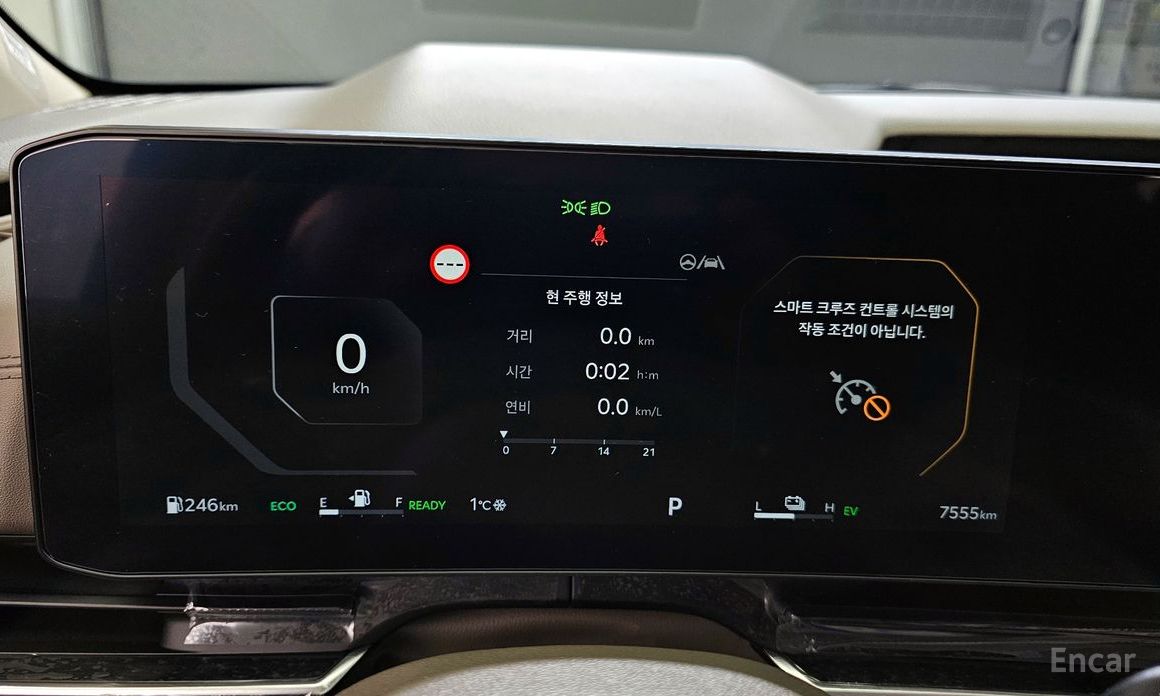 현 주행 정보
거리 0.0 km
시간 0:02 h:m
연비 0.0 km/L
0 7 14 21
0
km/h
스마트 크루즈 컨트롤 시스템의
작동 조건이 아닙니다.
246km ECO E F READY 1℃ P L H EV 7555km
Encar